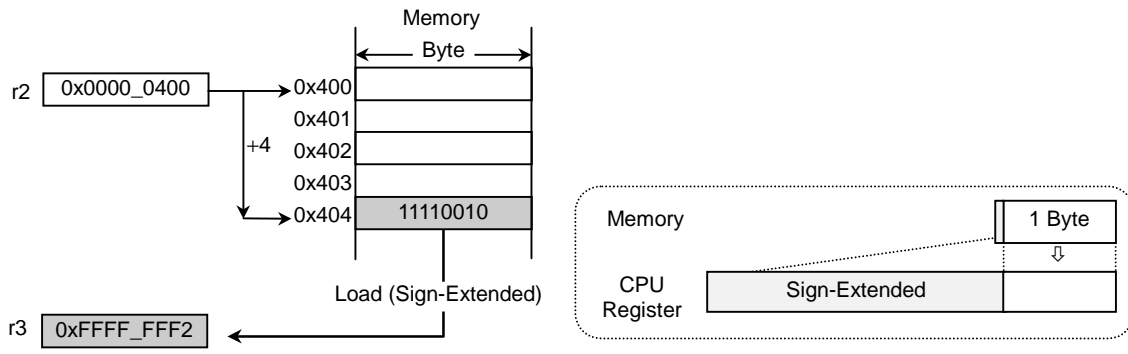 Memory
Byte
r2 0x0000_0400
0x400
0x401
+4 0x402
0x403
0x404 11110010
Load (Sign-Extended)
r3 0xFFFF_FFF2
Memory 1 Byte
CPU Register Sign-Extended